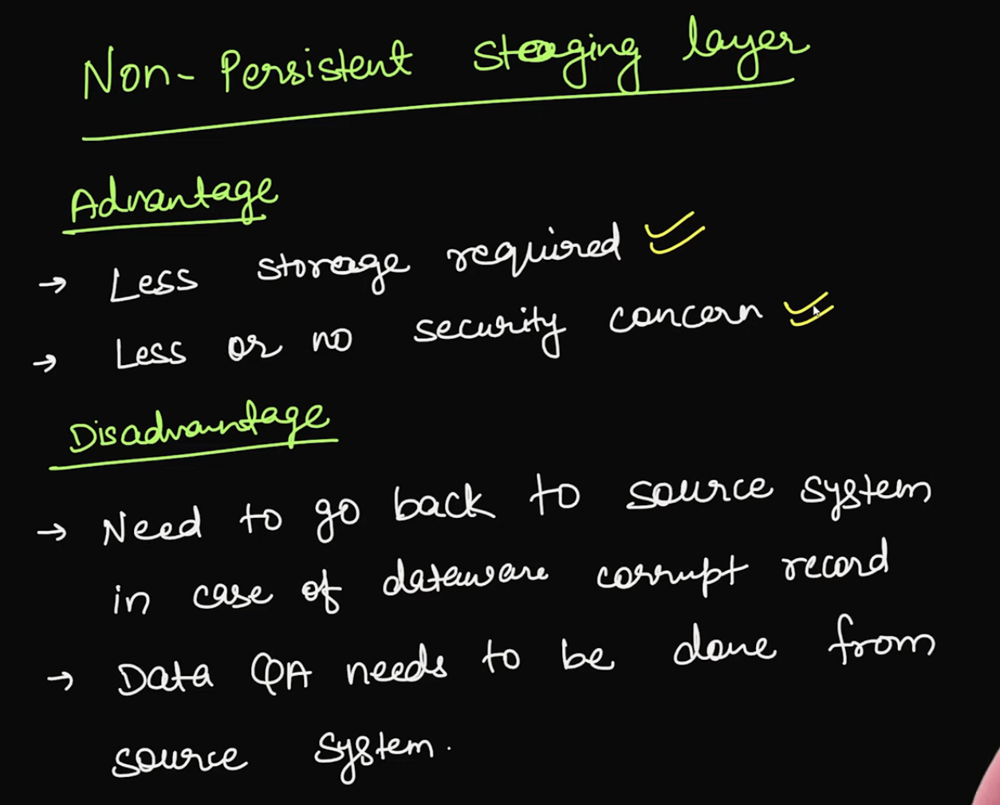 Non-Persistent staging layer
Advantage
→ Less storage required
→ Less or no security concern
Disadvantage
→ Need to go back to source system
in case of dataware corrupt record
→ Data QA needs to be done from
source system.